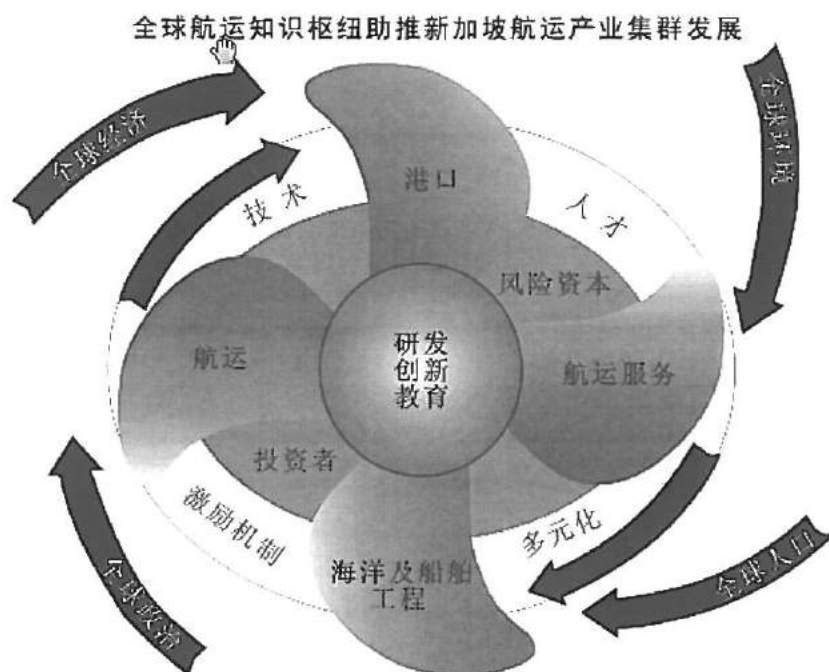 全球航运知识枢纽助推新加坡航运产业集群发展
全球经济
全球环境
港口
技术
人才
风险资本
航运
研发
创新
教育
航运服务
投资者
激励机制
多元化
海洋及船舶
工程
全球人口
全球政治